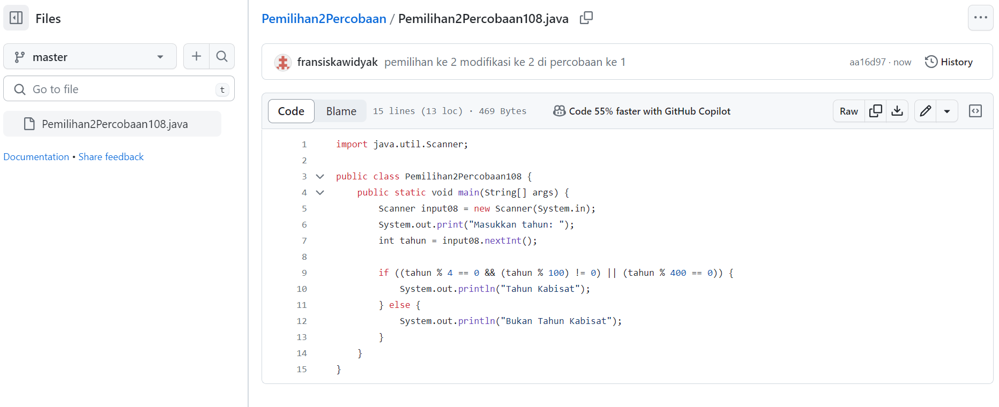 Files
master
Go to file t
Pemilihan2Percobaan108.java
Documentation • Share feedback
Pemilihan2Percobaan / Pemilihan2Percobaan108.java
fransiskawidyak pemilihan ke 2 modifikasi ke 2 di percobaan ke 1 aa16d97 · now History
Code Blame 15 lines (13 loc) · 469 Bytes Code 55% faster with GitHub Copilot Raw
1 import java.util.Scanner;
2
3 public class Pemilihan2Percobaan108 {
4 public static void main(String[] args) {
5 Scanner input08 = new Scanner(System.in);
6 System.out.print("Masukkan tahun: ");
7 int tahun = input08.nextInt();
8
9 if ((tahun % 4 == 0 && (tahun % 100) != 0) || (tahun % 400 == 0)) {
10 System.out.println("Tahun Kabisat");
11 } else {
12 System.out.println("Bukan Tahun Kabisat");
13 }
14 }
15 }